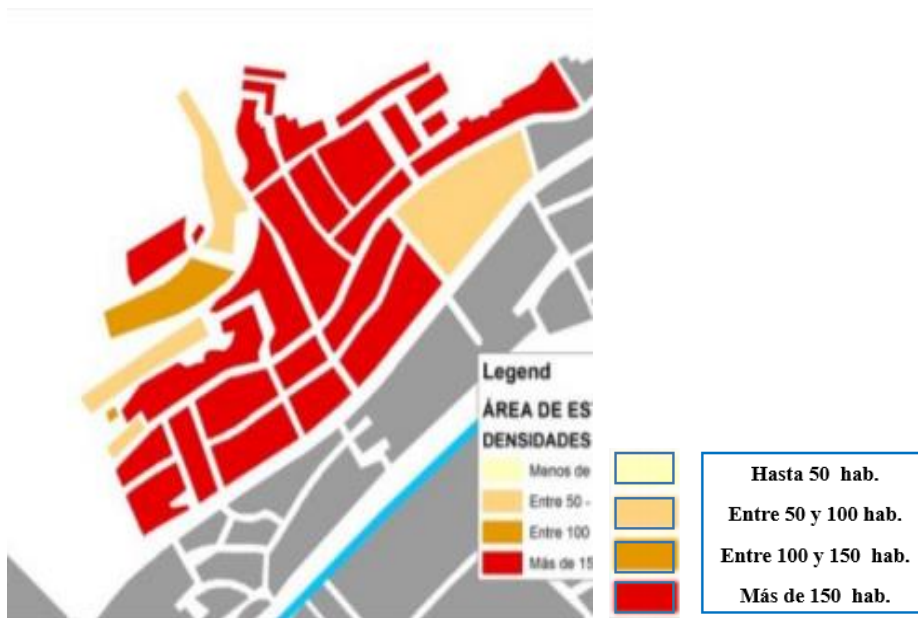 Legend
ÁREA DE ES
DENSIDADES
Menos de
Entre 50 -
Entre 100
Más de 15
Hasta 50 hab.
Entre 50 y 100 hab.
Entre 100 y 150 hab.
Más de 150 hab.